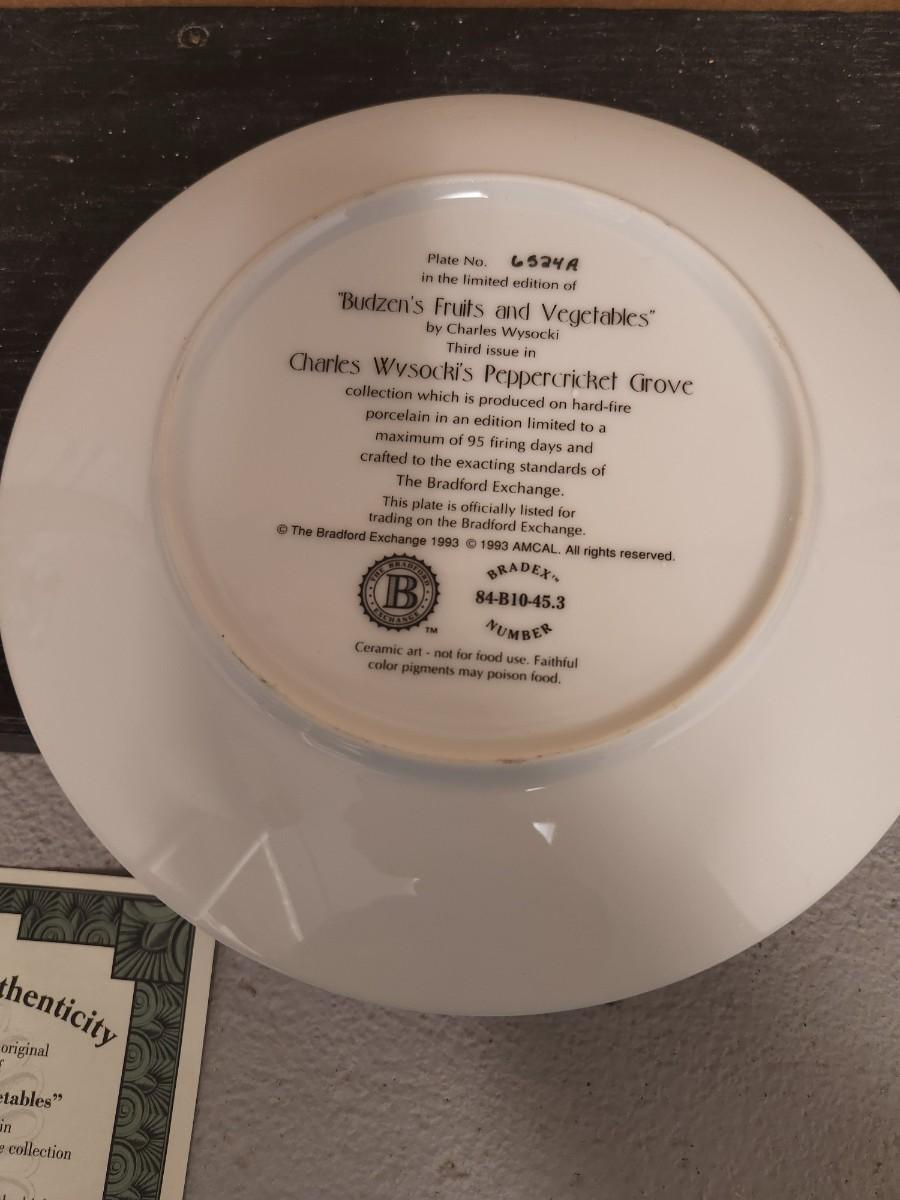 Plate No. 6524A
in the limited edition of
"Budzen's Fruits and Vegetables"
by Charles Wysocki
Third issue in
Charles Wysocki's Peppercricket Grove
collection which is produced on hard-fire
porcelain in an edition limited to a
maximum of 95 firing days and
crafted to the exacting standards of
The Bradford Exchange.
This plate is officially listed for
trading on the Bradford Exchange.
© The Bradford Exchange 1993 © 1993 AMCAL. All rights reserved.
THE BRADFORD
B
EXCHANGE
TM
BRADEX™
84-B10-45.3
NUMBER
Ceramic art - not for food use. Faithful
color pigments may poison food.
thenticity
original
f
etables”
in
e collection